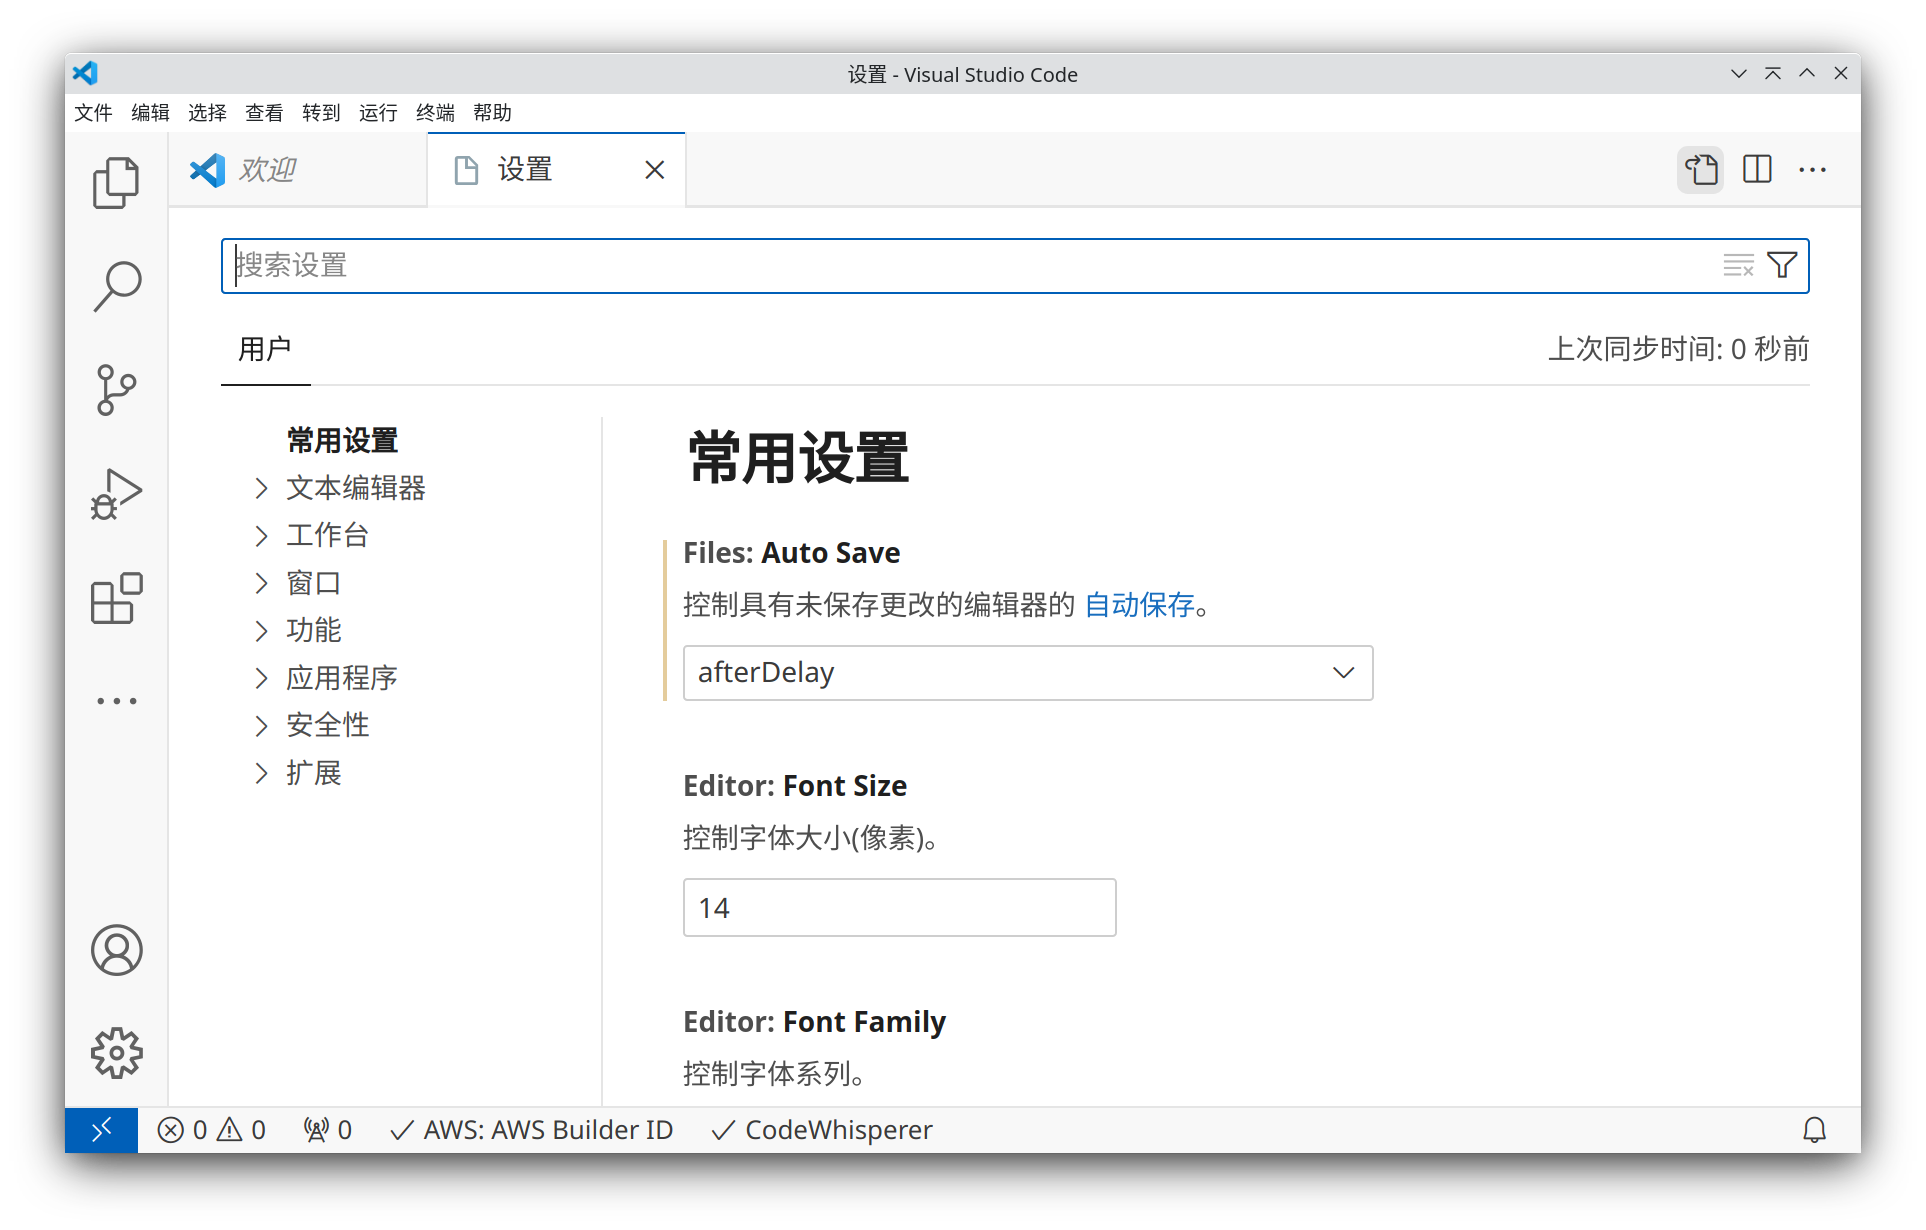 设置 - Visual Studio Code
文件 编辑 选择 查看 转到 运行 终端 帮助
欢迎 设置
搜索设置
用户 上次同步时间: 0 秒前
常用设置
文本编辑器
工作台
窗口
功能
应用程序
安全性
扩展
常用设置
Files: Auto Save
控制具有未保存更改的编辑器的 自动保存。
afterDelay
Editor: Font Size
控制字体大小(像素)。
14
Editor: Font Family
控制字体系列。
0 0 0 AWS: AWS Builder ID CodeWhisperer